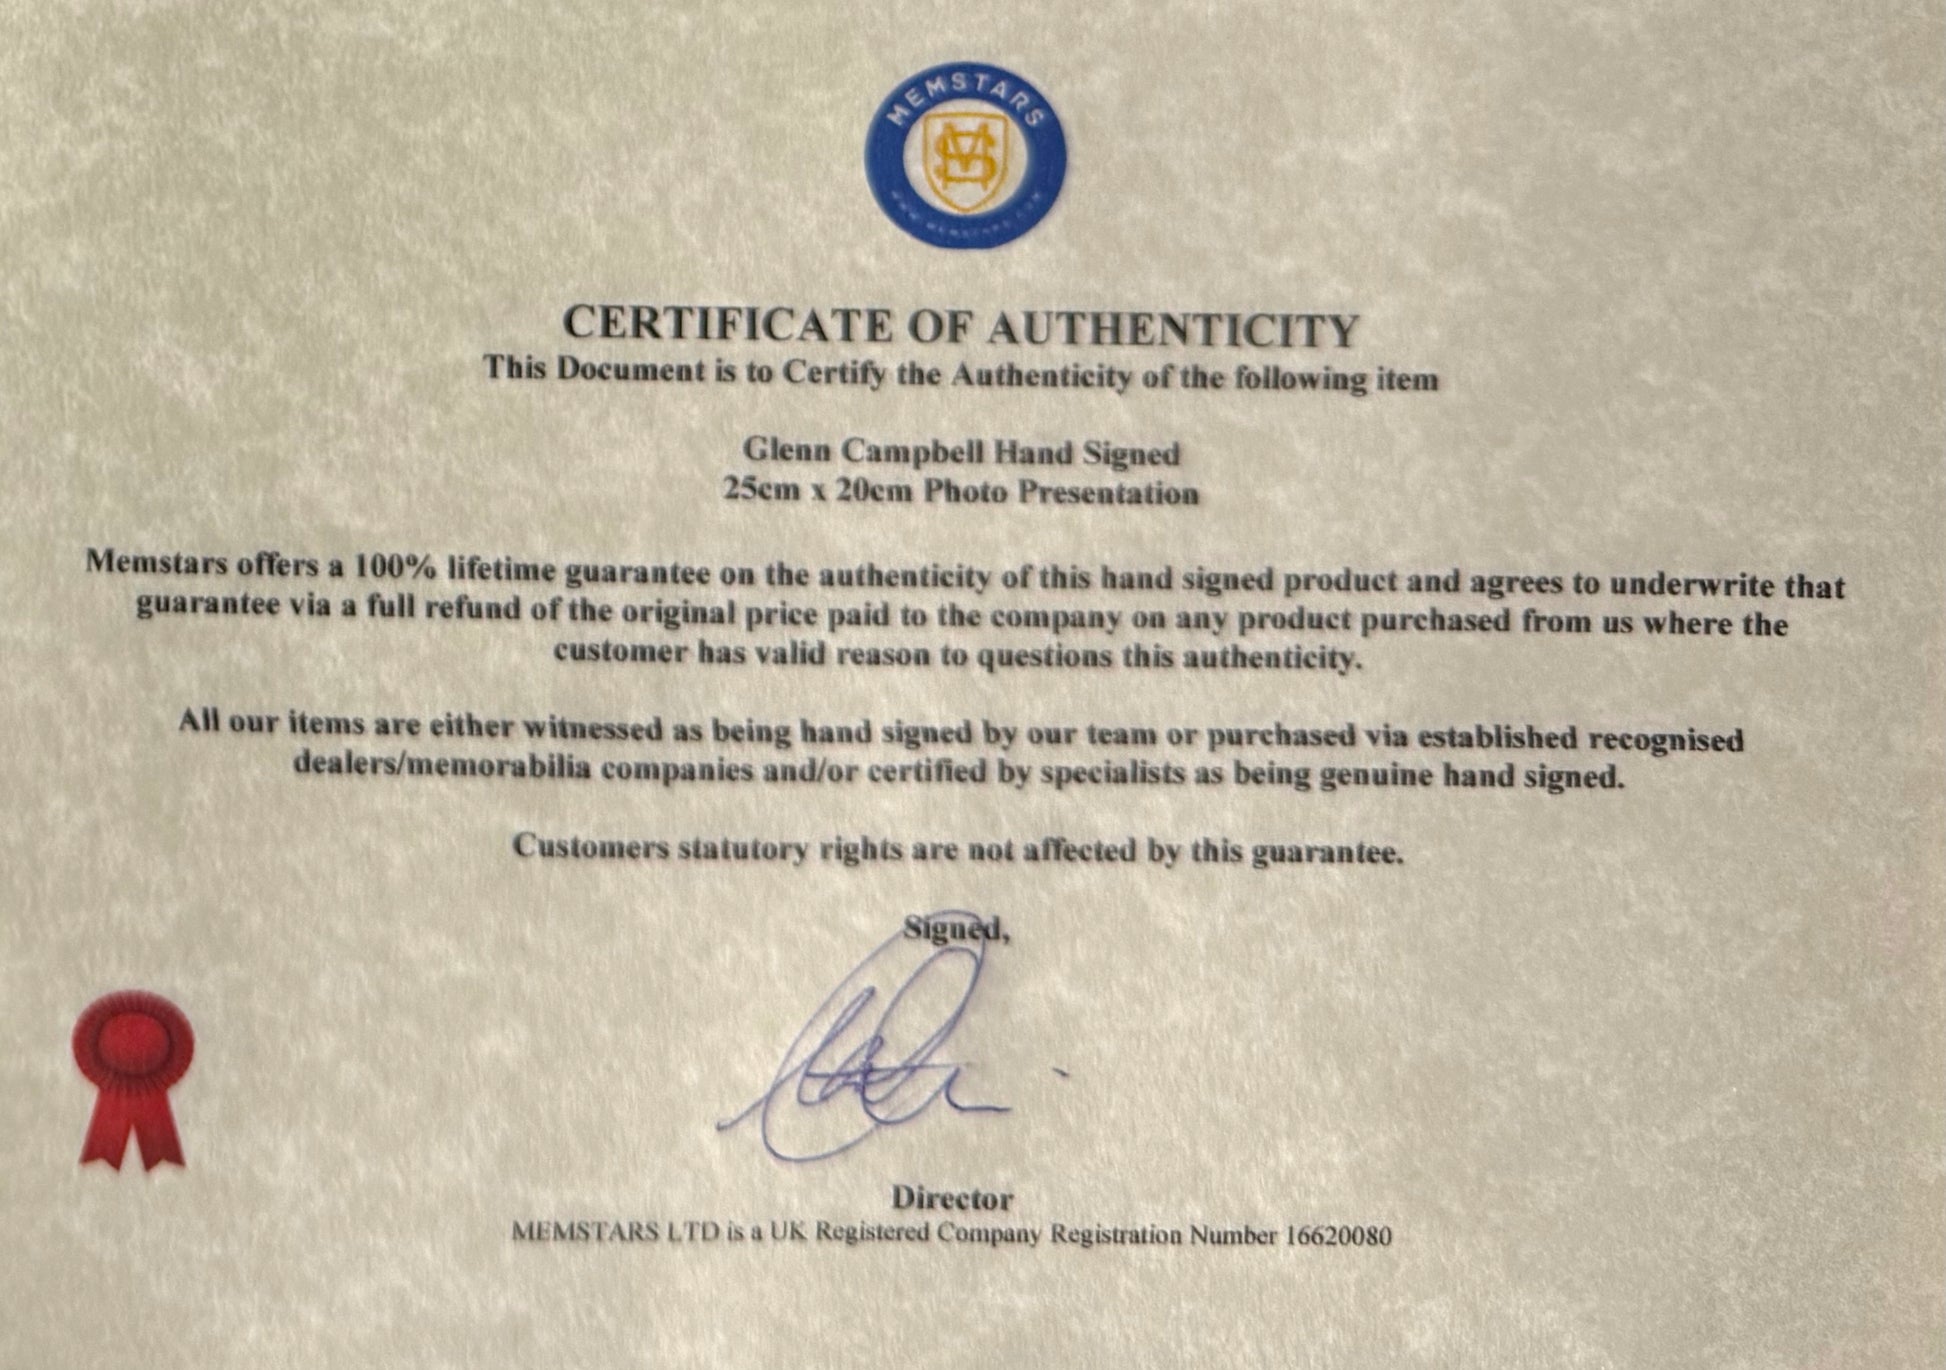 MEMSTARS
WWW.MEMSTARS.COM
CERTIFICATE OF AUTHENTICITY
This Document is to Certify the Authenticity of the following item
Glenn Campbell Hand Signed
25cm x 20cm Photo Presentation
Memstars offers a 100% lifetime guarantee on the authenticity of this hand signed product and agrees to underwrite that
guarantee via a full refund of the original price paid to the company on any product purchased from us where the
customer has valid reason to questions this authenticity.
All our items are either witnessed as being hand signed by our team or purchased via established recognised
dealers/memorabilia companies and/or certified by specialists as being genuine hand signed.
Customers statutory rights are not affected by this guarantee.
Signed,
Director
MEMSTARS LTD is a UK Registered Company Registration Number 16620080